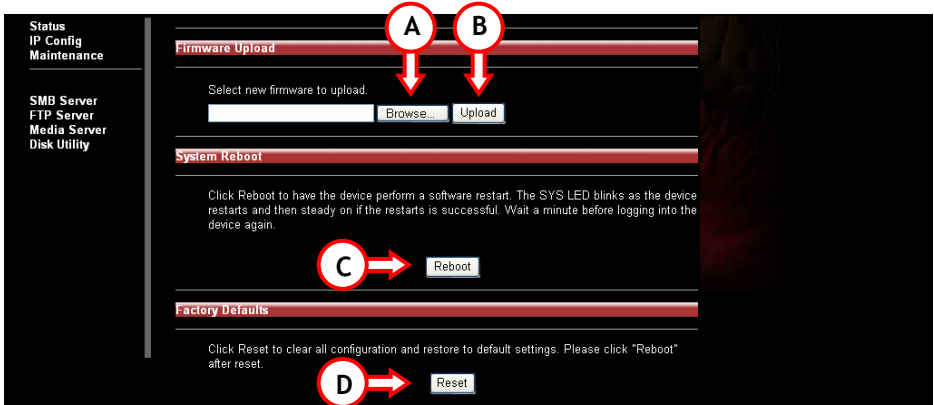 A
B
Status
IP Config
Maintenance
SMB Server
FTP Server
Media Server
Disk Utility
Firmware Upload
Select new firmware to upload.
Browse...
Upload
System Reboot
Click Reboot to have the device perform a software restart. The SYS LED blinks as the device
restarts and then steady on if the restarts is successful. Wait a minute before logging into the
device again.
C
Reboot
Factory Defaults
Click Reset to clear all configuration and restore to default settings. Please click "Reboot"
after reset.
D
Reset